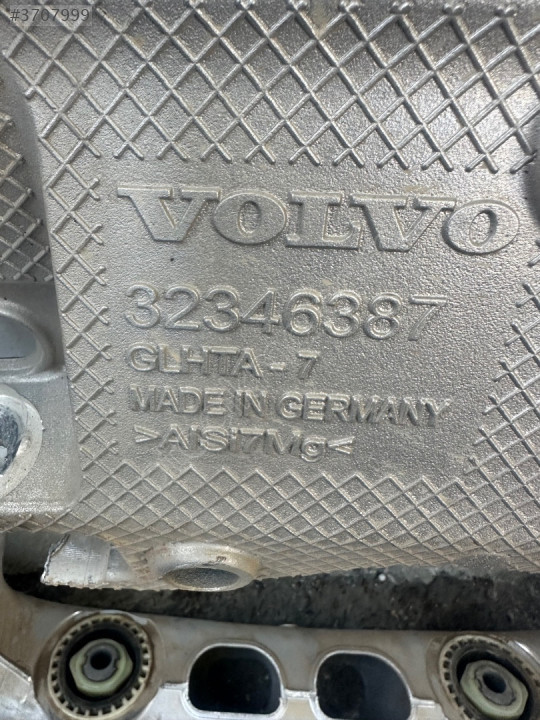 #3707999
VOLVO
32346387
GLHTA-7
MADE IN GERMANY
>AlSi7Mg<